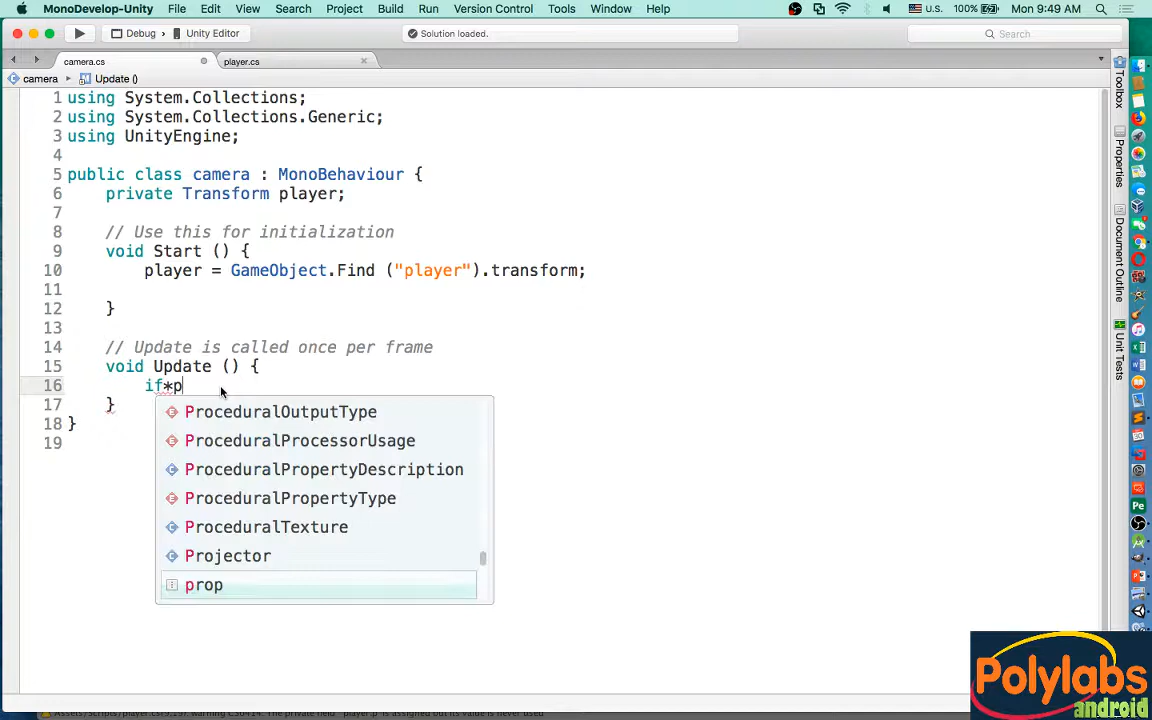 MonoDevelop-Unity File Edit View Search Project Build Run Version Control Tools Window Help U.S. 100% Mon 9:49 AM
Debug › Unity Editor Solution loaded. Search
camera.cs player.cs
camera Update ()
1 using System.Collections;
2 using System.Collections.Generic;
3 using UnityEngine;
4
5 public class camera : MonoBehaviour {
6 private Transform player;
7
8 // Use this for initialization
9 void Start () {
10 player = GameObject.Find ("player").transform;
11
12 }
13
14 // Update is called once per frame
15 void Update () {
16 if*p
17 }
18 }
19
ProceduralOutputType
ProceduralProcessorUsage
ProceduralPropertyDescription
ProceduralPropertyType
ProceduralTexture
Projector
prop
Toolbox
Properties
Document Outline
Unit Tests
Polylabs
android